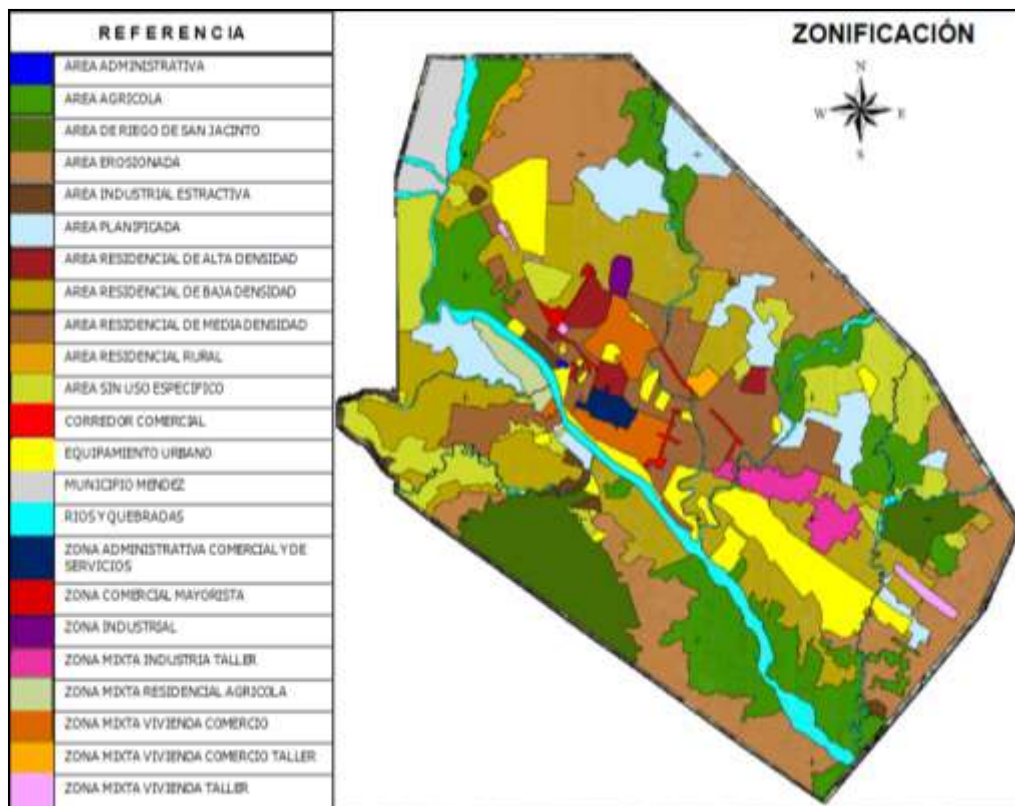 REFERENCIA
AREA ADMINISTRATIVA
AREA AGRICOLA
AREA DE RIEGO DE SAN JACINTO
AREA EROSIONADA
AREA INDUSTRIAL ESTRACTIVA
AREA PLANIFICADA
AREA RESIDENCIAL DE ALTA DENSIDAD
AREA RESIDENCIAL DE BAJA DENSIDAD
AREA RESIDENCIAL DE MEDIA DENSIDAD
AREA RESIDENCIAL RURAL
AREA SIN USO ESPECIFICO
CORREDOR COMERCIAL
EQUIPAMIENTO URBANO
MUNICIPIO MENDEZ
RIOS Y QUEBRADAS
ZONA ADMINISTRATIVA COMERCIAL Y DE
SERVICIOS
ZONA COMERCIAL MAYORISTA
ZONA INDUSTRIAL
ZONA MIXTA INDUSTRIA TALLER
ZONA MIXTA RESIDENCIAL AGRICOLA
ZONA MIXTA VIVIENDA COMERCIO
ZONA MIXTA VIVIENDA COMERCIO TALLER
ZONA MIXTA VIVIENDA TALLER
ZONIFICACIÓN
N
W E
S